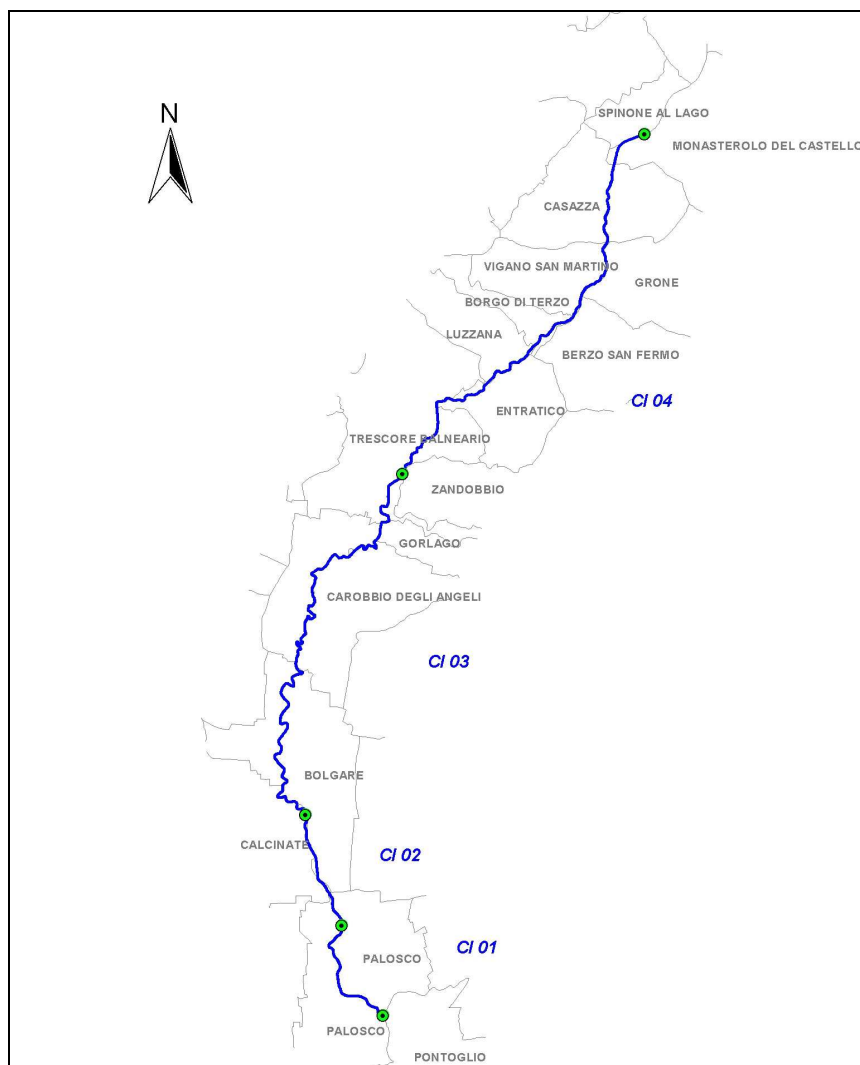 N
SPINONE AL LAGO
MONASTEROLO DEL CASTELLO
CASAZZA
VIGANO SAN MARTINO
GRONE
BORGO DI TERZO
LUZZANA
BERZO SAN FERMO
CI 04
ENTRATICO
TRESCORE BALNEARIO
ZANDOBBIO
GORLAGO
CAROBBIO DEGLI ANGELI
CI 03
BOLGARE
CALCINATE
CI 02
CI 01
PALOSCO
PALOSCO
PONTOGLIO